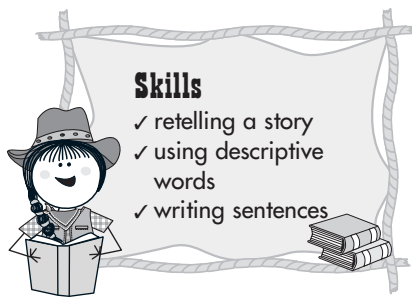 Skills
✓ retelling a story
✓ using descriptive
words
✓ writing sentences